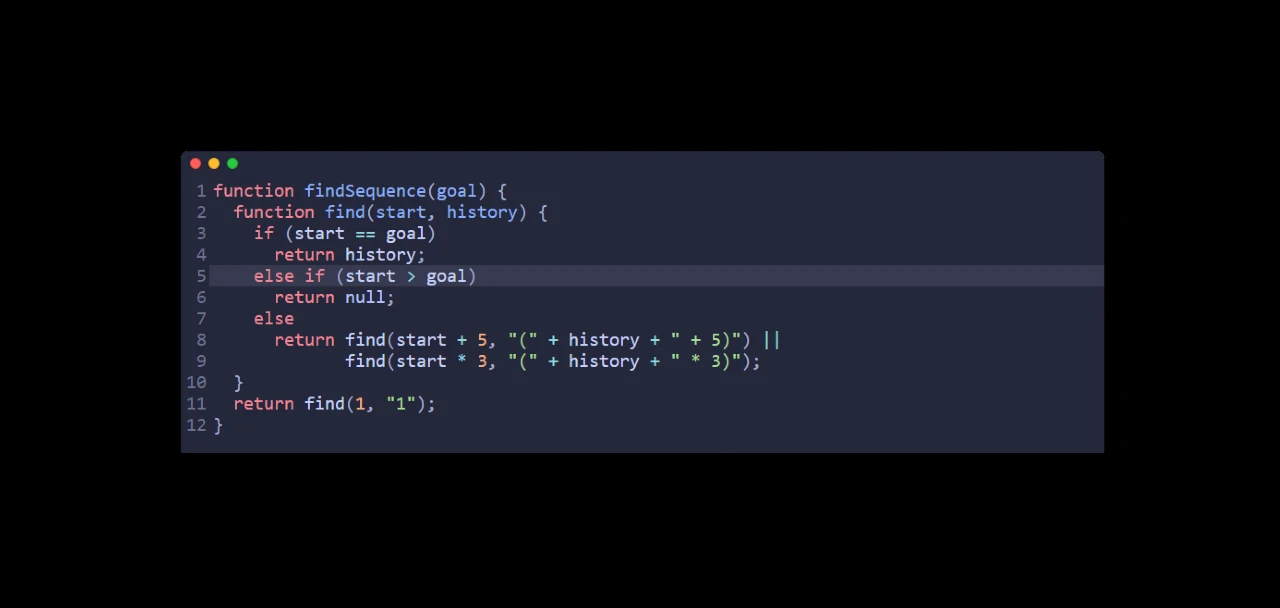 1 function findSequence(goal) {
2   function find(start, history) {
3     if (start == goal)
4       return history;
5     else if (start > goal)
6       return null;
7     else
8       return find(start + 5, "(" + history + " + 5)") ||
9              find(start * 3, "(" + history + " * 3)");
10   }
11   return find(1, "1");
12 }